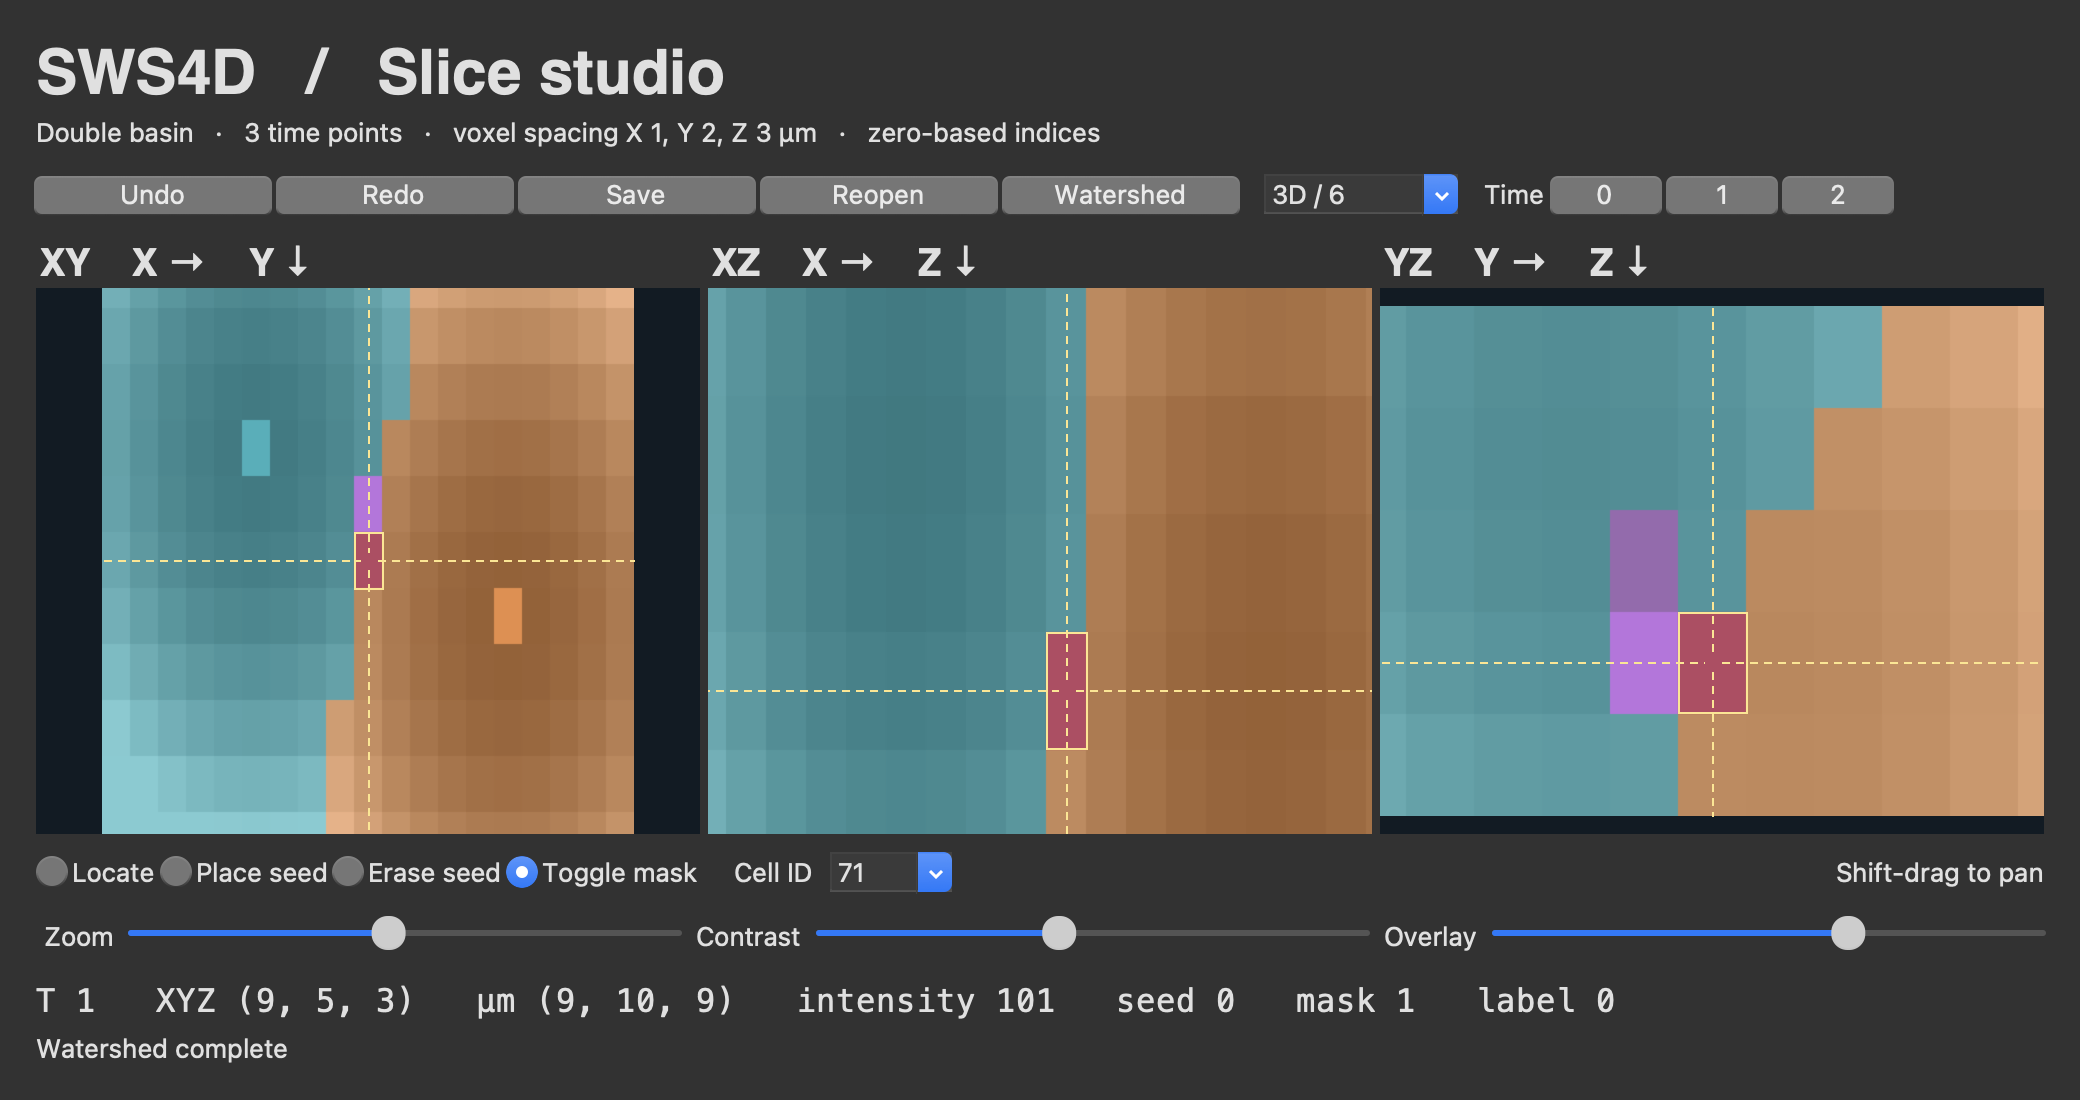 SWS4D / Slice studio
Double basin · 3 time points · voxel spacing X 1, Y 2, Z 3 µm · zero-based indices
Undo Redo Save Reopen Watershed 3D / 6 Time 0 1 2
XY X → Y ↓ XZ X → Z ↓ YZ Y → Z ↓
Locate Place seed Erase seed Toggle mask Cell ID 71 Shift-drag to pan
Zoom Contrast Overlay
T 1 XYZ (9, 5, 3) µm (9, 10, 9) intensity 101 seed 0 mask 1 label 0
Watershed complete